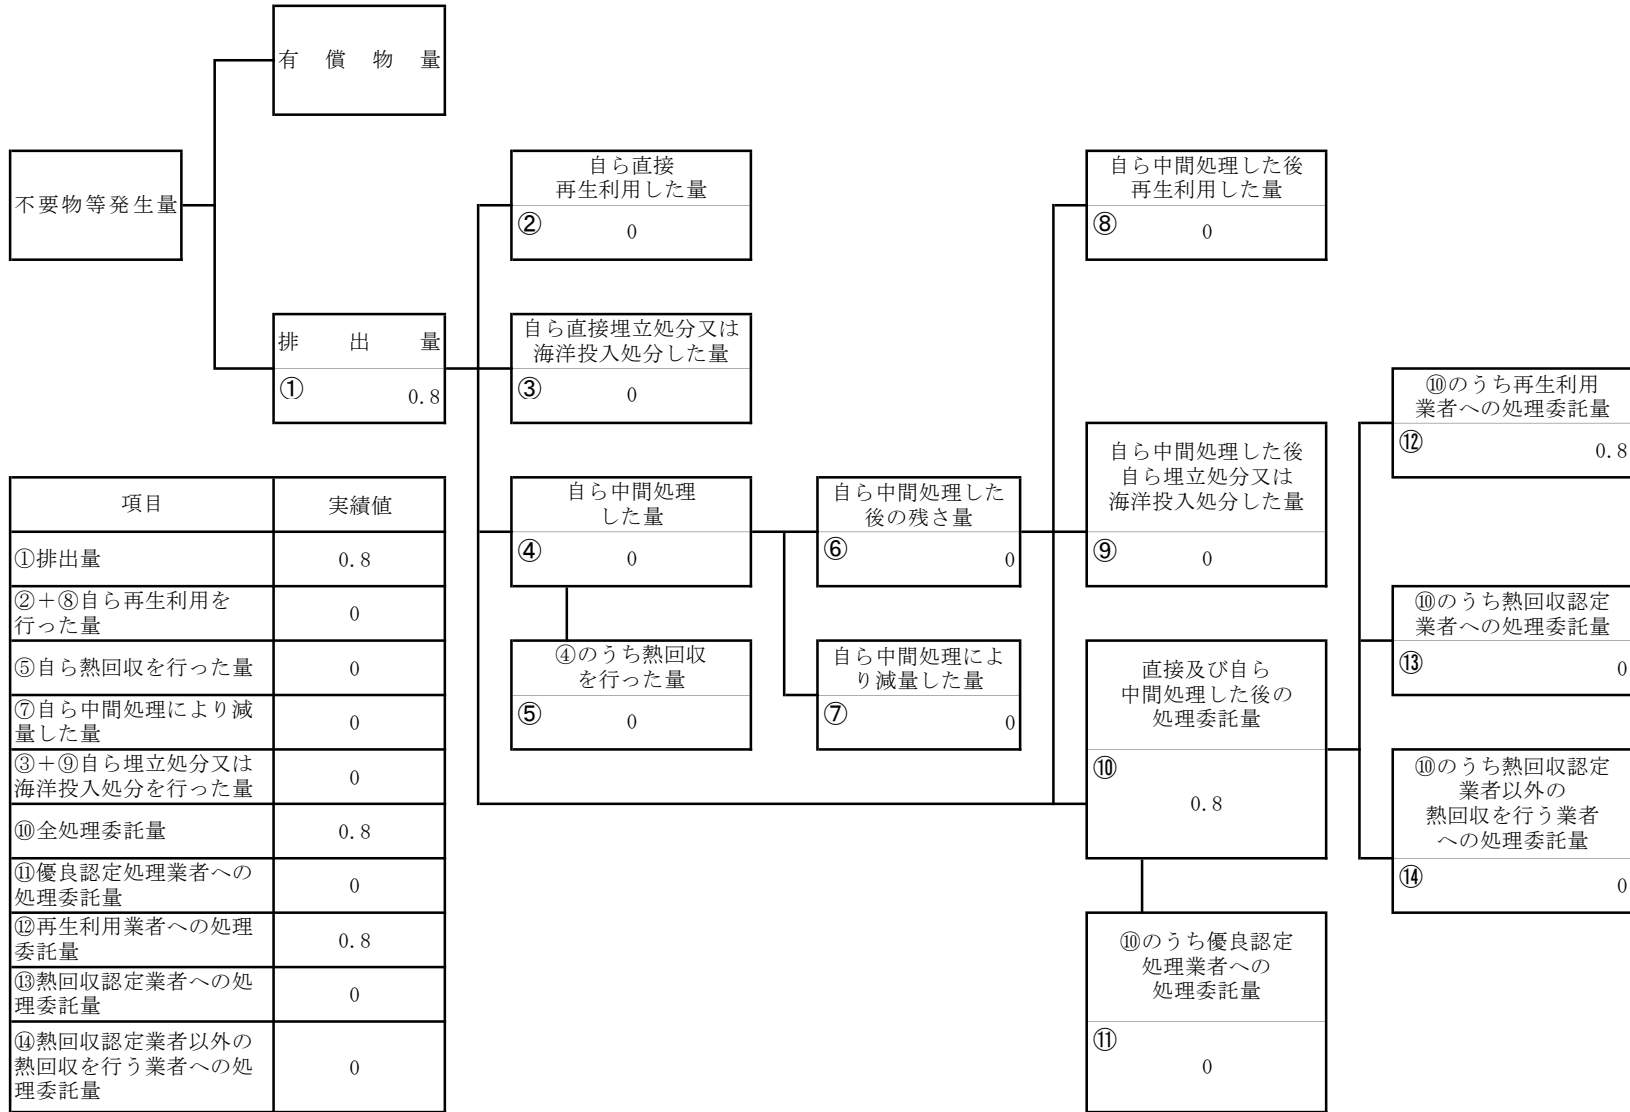 有償物量
不要物等発生量
排出量
①
0.8
自ら直接
再生利用した量
②
0
自ら直接埋立処分又は
海洋投入処分した量
③
0
自ら中間処理
した量
④
0
④のうち熱回収
を行った量
⑤
0
自ら中間処理した
後の残さ量
⑥
0
自ら中間処理によ
り減量した量
⑦
0
自ら中間処理した後
再生利用した量
⑧
0
自ら中間処理した後
自ら埋立処分又は
海洋投入処分した量
⑨
0
直接及び自ら
中間処理した後の
処理委託量
⑩
0.8
⑩のうち優良認定
処理業者への
処理委託量
⑪
0
⑩のうち再生利用
業者への処理委託量
⑫
0.8
⑩のうち熱回収認定
業者への処理委託量
⑬
0
⑩のうち熱回収認定
業者以外の
熱回収を行う業者
への処理委託量
⑭
0
項目 実績値
①排出量 0.8
②+⑧自ら再生利用を
行った量
0
⑤自ら熱回収を行った量 0
⑦自ら中間処理により減
量した量
0
③+⑨自ら埋立処分又は
海洋投入処分を行った量
0
⑩全処理委託量 0.8
⑪優良認定処理業者への
処理委託量
0
⑫再生利用業者への処理
委託量
0.8
⑬熱回収認定業者への処
理委託量
0
⑭熱回収認定業者以外の
熱回収を行う業者への処
理委託量
0